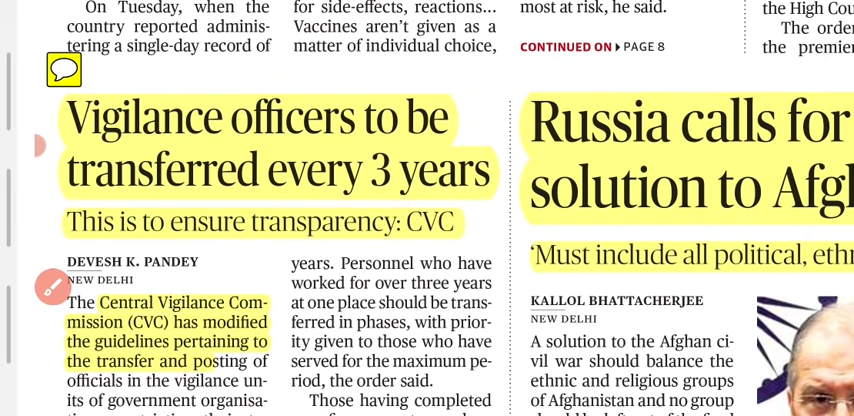 On Tuesday, when the
country reported adminis-
tering a single-day record of
for side-effects, reactions...
Vaccines aren't given as a
matter of individual choice,
most at risk, he said.
CONTINUED ON PAGE 8
the High
The order
the
Vigilance officers to be
transferred every 3 years
This is to ensure transparency: CVC
DEVESH K. PANDEY
NEW DELHI
The Central Vigilance Com-
mission (CVC) has modified
the guidelines pertaining to
the transfer and posting of
officials in the vigilance un-
its of government organisa-
years. Personnel who have
worked for over three years
at one place should be trans-
ferred in phases, with prior-
ity given to those who have
served for the maximum pe-
riod, the order said.
Those having completed
Russia calls for
solution to
'Must include all political,
KALLOL BHATTACHERJEE
NEW DELHI
A solution to the Afghan ci-
vil war should balance the
ethnic and religious groups
of Afghanistan and no group